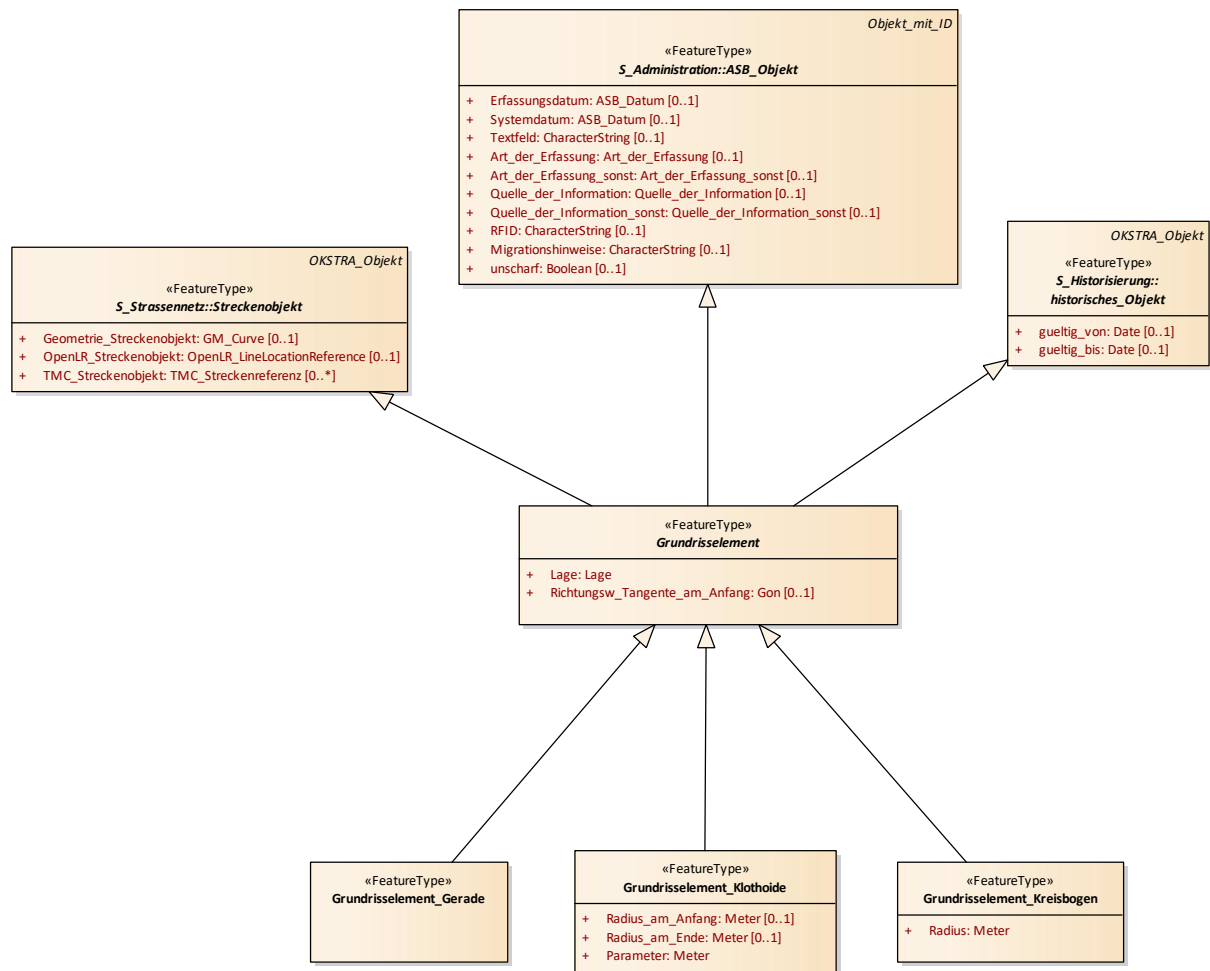 Objekt_mit_ID
«FeatureType»
S_Administration::ASB_Objekt
+ Erfassungsdatum: ASB_Datum [0..1]
+ Systemdatum: ASB_Datum [0..1]
+ Textfeld: CharacterString [0..1]
+ Art_der_Erfassung: Art_der_Erfassung [0..1]
+ Art_der_Erfassung_sonst: Art_der_Erfassung_sonst [0..1]
+ Quelle_der_Information: Quelle_der_Information [0..1]
+ Quelle_der_Information_sonst: Quelle_der_Information_sonst [0..1]
+ RFID: CharacterString [0..1]
+ Migrationshinweise: CharacterString [0..1]
+ unscharf: Boolean [0..1]
OKSTRA_Objekt
«FeatureType»
S_Strassennetz::Streckenobjekt
+ Geometrie_Streckenobjekt: GM_Curve [0..1]
+ OpenLR_Streckenobjekt: OpenLR_LineLocationReference [0..1]
+ TMC_Streckenobjekt: TMC_Streckenreferenz [0..*]
OKSTRA_Objekt
«FeatureType»
S_Historisierung::
historisches_Objekt
+ gueltig_von: Date [0..1]
+ gueltig_bis: Date [0..1]
«FeatureType»
Grundrisselement
+ Lage: Lage
+ Richtungsw_Tangente_am_Anfang: Gon [0..1]
«FeatureType»
Grundrisselement_Gerade
«FeatureType»
Grundrisselement_Klothoide
+ Radius_am_Anfang: Meter [0..1]
+ Radius_am_Ende: Meter [0..1]
+ Parameter: Meter
«FeatureType»
Grundrisselement_Kreisbogen
+ Radius: Meter